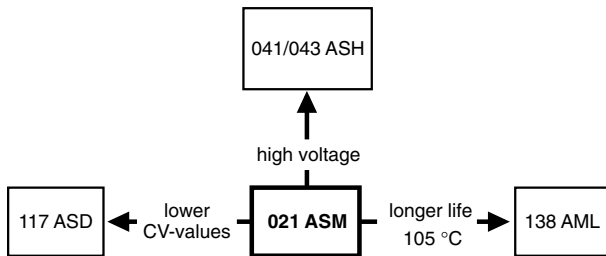 041/043 ASH
high voltage
117 ASD
lower
CV-values
021 ASM
longer life
105 °C
138 AML